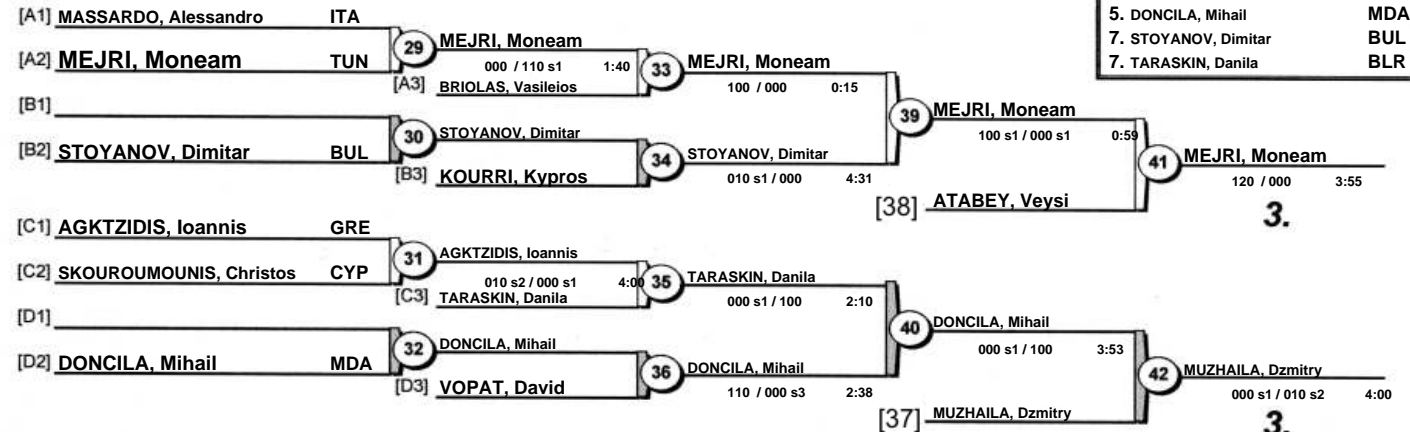 [A1] MASSARDO, Alessandro ITA
[A2] MEJRI, Moneam TUN
29 MEJRI, Moneam
000 / 110 s1 1:40
[A3] BRIOLAS, Vasileios
33 MEJRI, Moneam
100 / 000 0:15
[B1]
[B2] STOYANOV, Dimitar BUL
30 STOYANOV, Dimitar
[B3] KOURRI, Kypros
34 STOYANOV, Dimitar
010 s1 / 000 4:31
39 MEJRI, Moneam
100 s1 / 000 s1 0:59
[38] ATABEY, Veysi
41 MEJRI, Moneam
120 / 000 3:55
3.
[C1] AGKTZIDIS, Ioannis GRE
[C2] SKOUROUMOUNIS, Christos CYP
31 AGKTZIDIS, Ioannis
010 s2 / 000 s1 4:00
[C3] TARASKIN, Danila
35 TARASKIN, Danila
000 s1 / 100 2:10
[D1]
[D2] DONCILA, Mihail MDA
32 DONCILA, Mihail
[D3] VOPAT, David
36 DONCILA, Mihail
110 / 000 s3 2:38
40 DONCILA, Mihail
000 s1 / 100 3:53
[37] MUZHAILA, Dzmitry
42 MUZHAILA, Dzmitry
000 s1 / 010 s2 4:00
3.
5. DONCILA, Mihail MDA
7. STOYANOV, Dimitar BUL
7. TARASKIN, Danila BLR